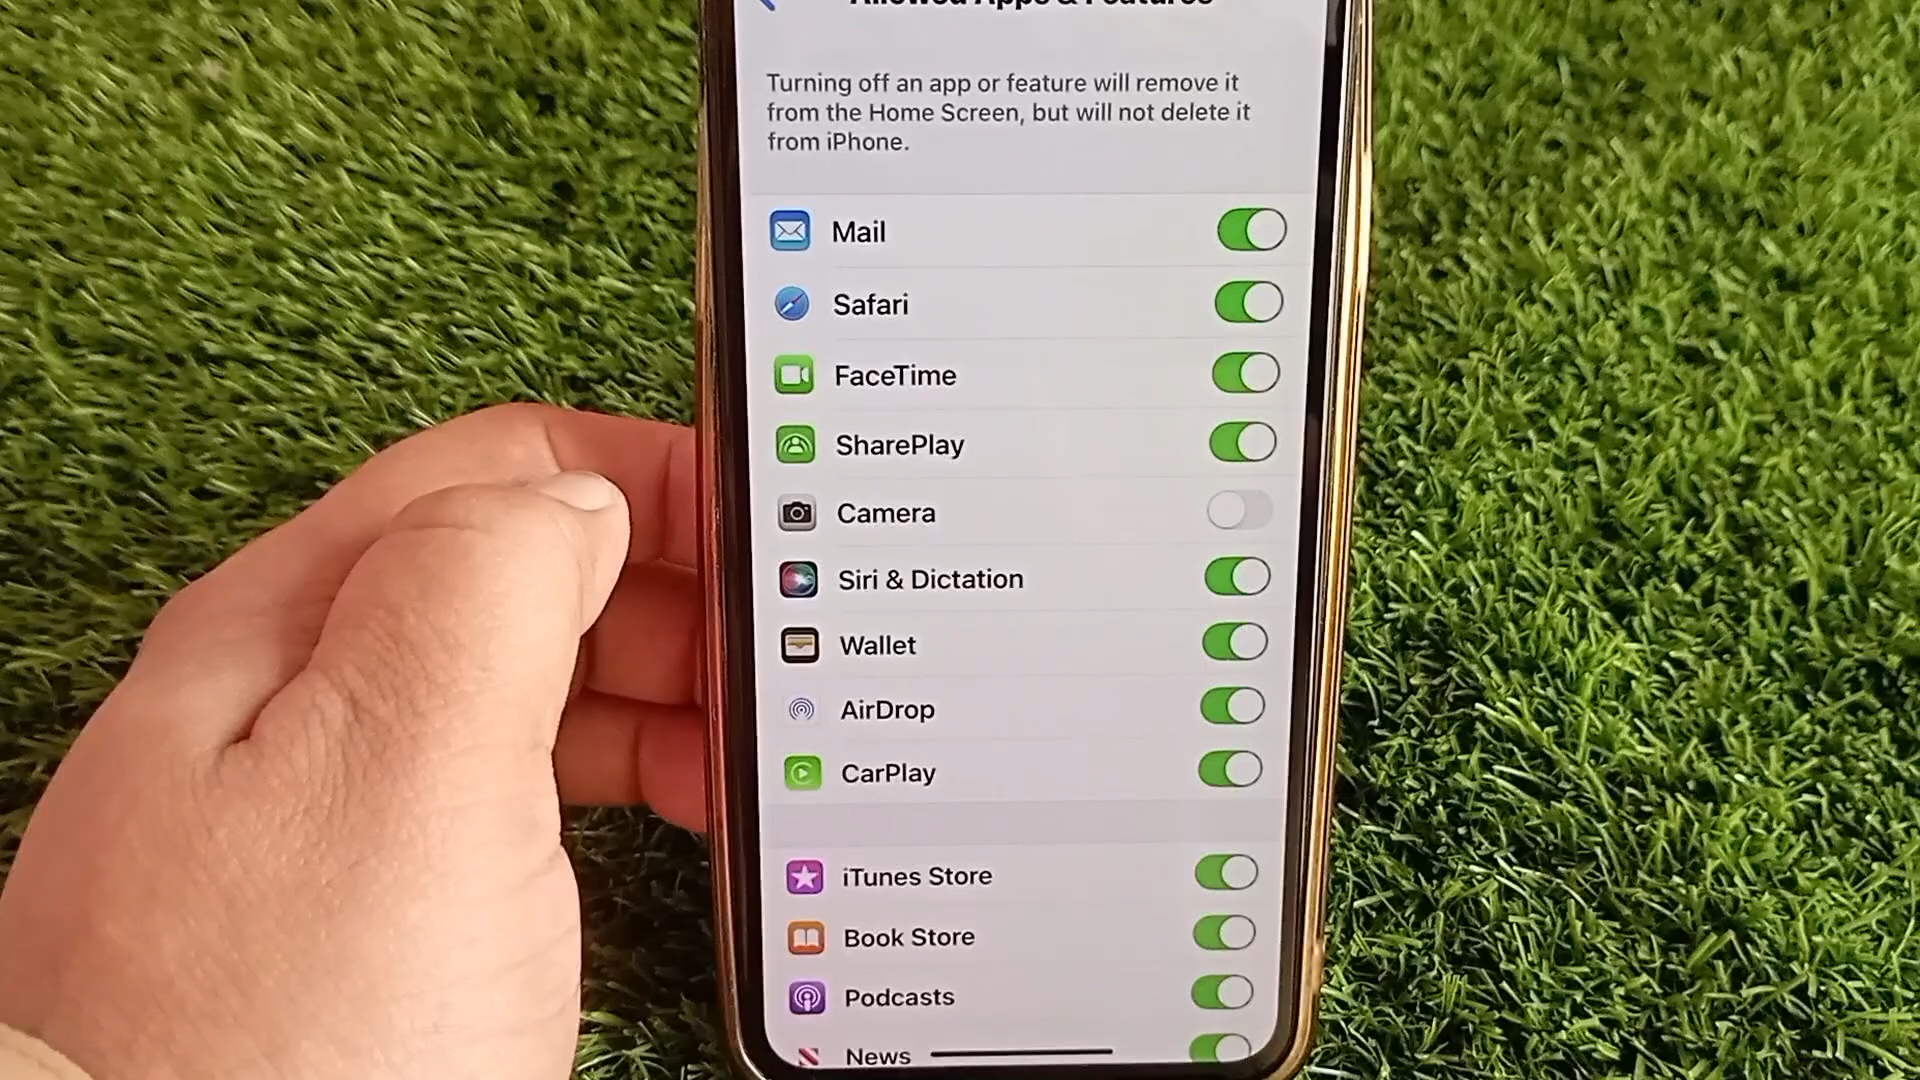 Allowed Apps & Features
Turning off an app or feature will remove it
from the Home Screen, but will not delete it
from iPhone.
Mail
Safari
FaceTime
SharePlay
Camera
Siri & Dictation
Wallet
AirDrop
CarPlay
iTunes Store
Book Store
Podcasts
News